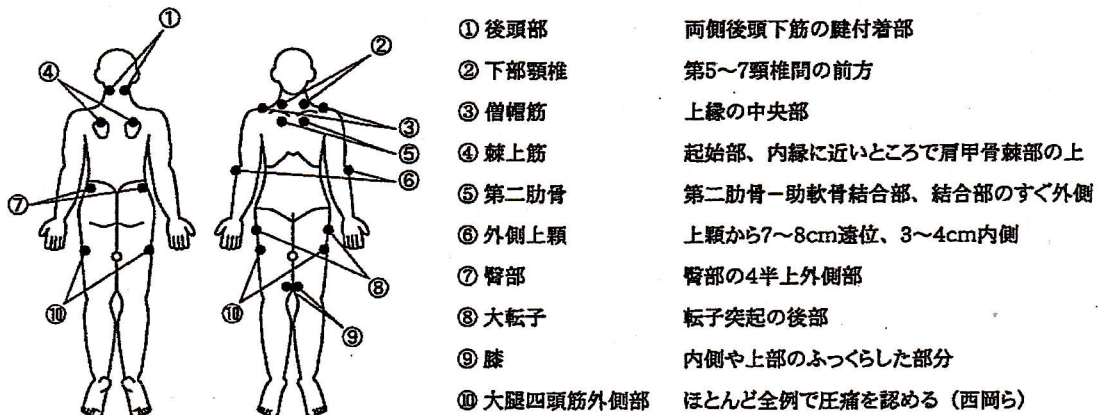 ① 後頭部 両側後頭下筋の腱付着部
② 下部顎椎 第5～7頸椎間の前方
③ 僧帽筋 上縁の中央部
④ 棘上筋 起始部、内縁に近いところで肩甲骨棘部の上
⑤ 第二肋骨 第二肋骨－助軟骨結合部、結合部のすぐ外側
⑥ 外側上顆 上顆から7～8cm遠位、3～4cm内側
⑦ 臀部 臀部の4半上外側部
⑧ 大転子 転子突起の後部
⑨ 膝 内側や上部のふっくらした部分
⑩ 大腿四頭筋外側部 ほとんど全例で圧痛を認める（西岡ら）
①
④
⑦
⑩
②
③
⑤
⑥
⑧
⑩
⑨